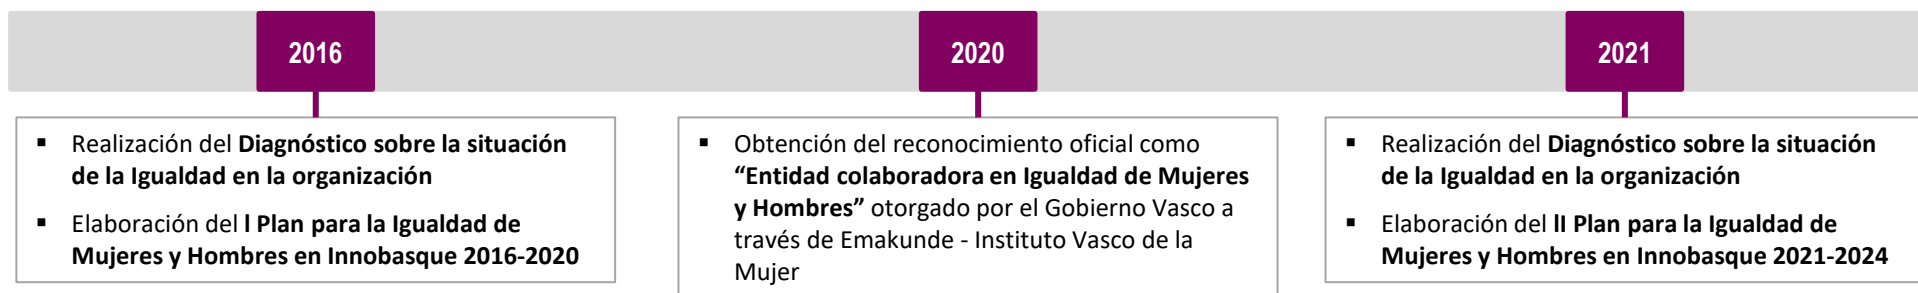 2016
2020
2021
▪ Realización del Diagnóstico sobre la situación
de la Igualdad en la organización
▪ Elaboración del I Plan para la Igualdad de
Mujeres y Hombres en Innobasque 2016-2020
▪ Obtención del reconocimiento oficial como
“Entidad colaboradora en Igualdad de Mujeres
y Hombres” otorgado por el Gobierno Vasco a
través de Emakunde - Instituto Vasco de la
Mujer
▪ Realización del Diagnóstico sobre la situación
de la Igualdad en la organización
▪ Elaboración del II Plan para la Igualdad de
Mujeres y Hombres en Innobasque 2021-2024